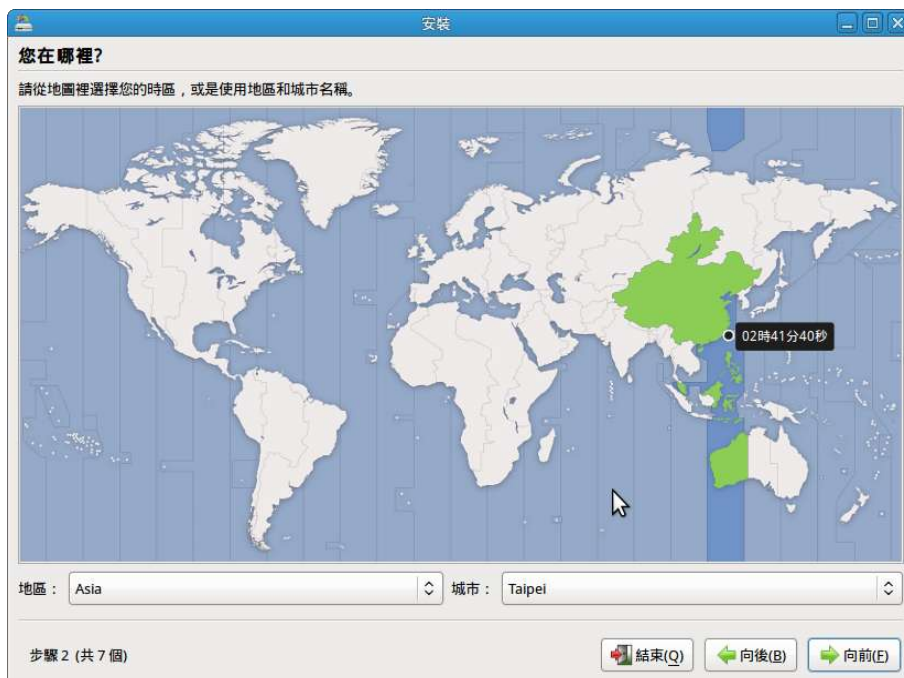 安裝
您在哪裡?
請從地圖裡選擇您的時區，或是使用地區和城市名稱。
02時41分40秒
地區： Asia 城市： Taipei
步驟 2 (共 7 個) 結束(Q) 向後(B) 向前(F)